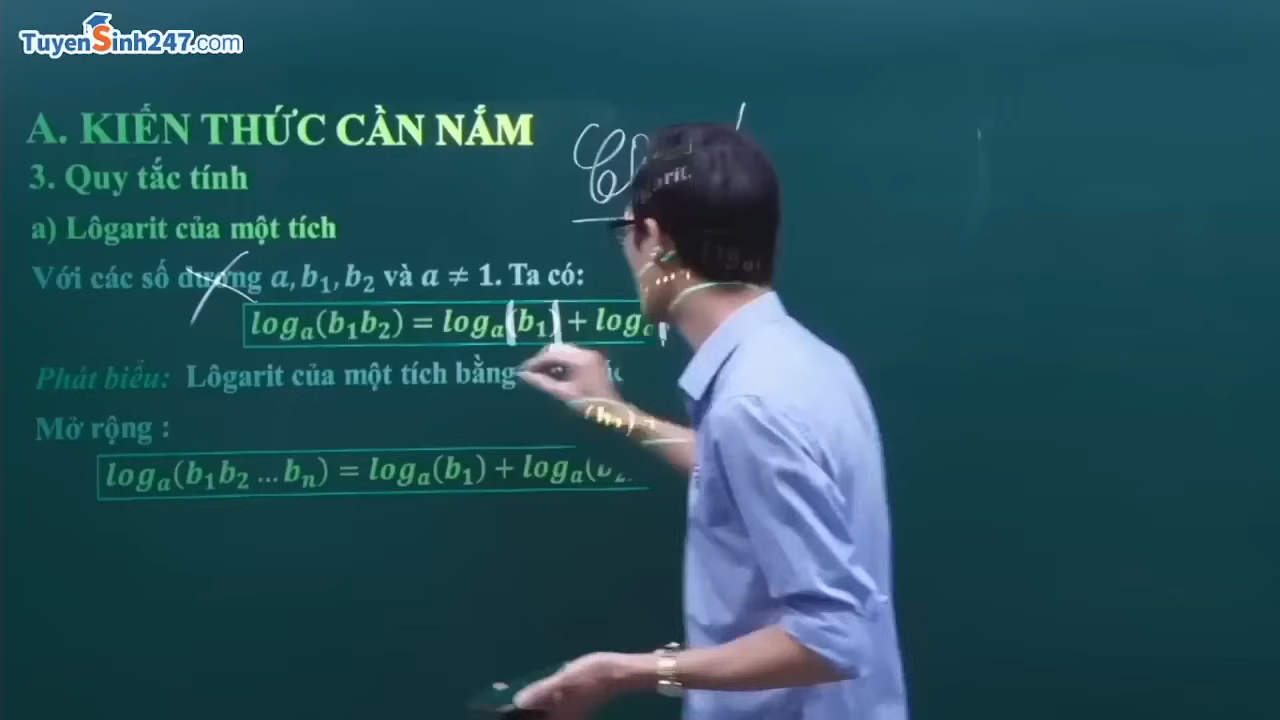 TuyenSinh247.com
A. KIẾN THỨC CẦN NẮM
3. Quy tắc tính
a) Lôgarit của một tích
Với các số dương a, b₁, b₂ và a ≠ 1. Ta có:
logₐ(b₁b₂) = logₐ(b₁) + logₐ
Phát biểu: Lôgarit của một tích bằng
Mở rộng :
logₐ(b₁b₂ ... bₙ) = logₐ(b₁) + logₐ(b₂